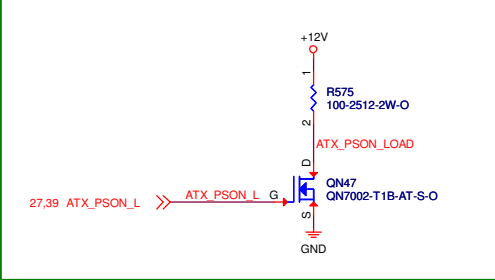 +12V
1
R575
100-2512-2W-O
2
ATX_PSON_LOAD
D
QN47
QN7002-T1B-AT-S-O
27,39 ATX_PSON_L
ATX_PSON_L
G
S
GND